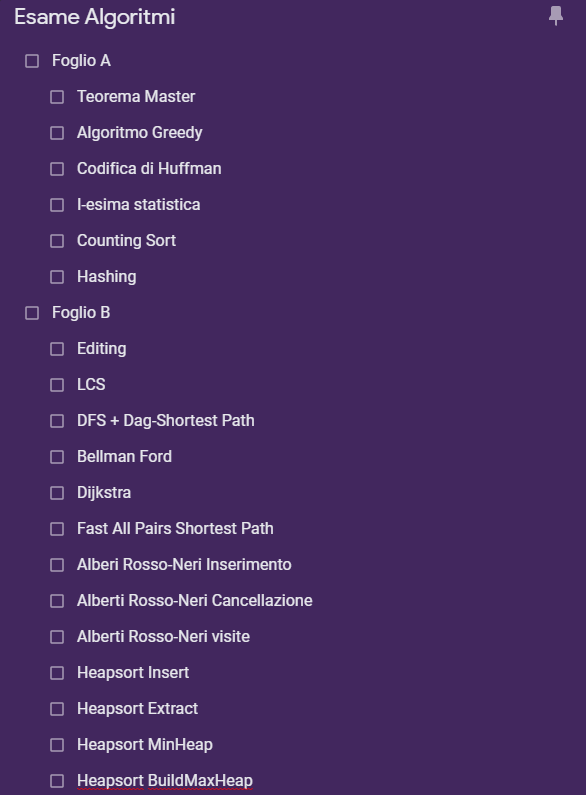 Esame Algoritmi
Foglio A
Teorema Master
Algoritmo Greedy
Codifica di Huffman
I-esima statistica
Counting Sort
Hashing
Foglio B
Editing
LCS
DFS + Dag-Shortest Path
Bellman Ford
Dijkstra
Fast All Pairs Shortest Path
Alberi Rosso-Neri Inserimento
Alberti Rosso-Neri Cancellazione
Alberti Rosso-Neri visite
Heapsort Insert
Heapsort Extract
Heapsort MinHeap
Heapsort BuildMaxHeap